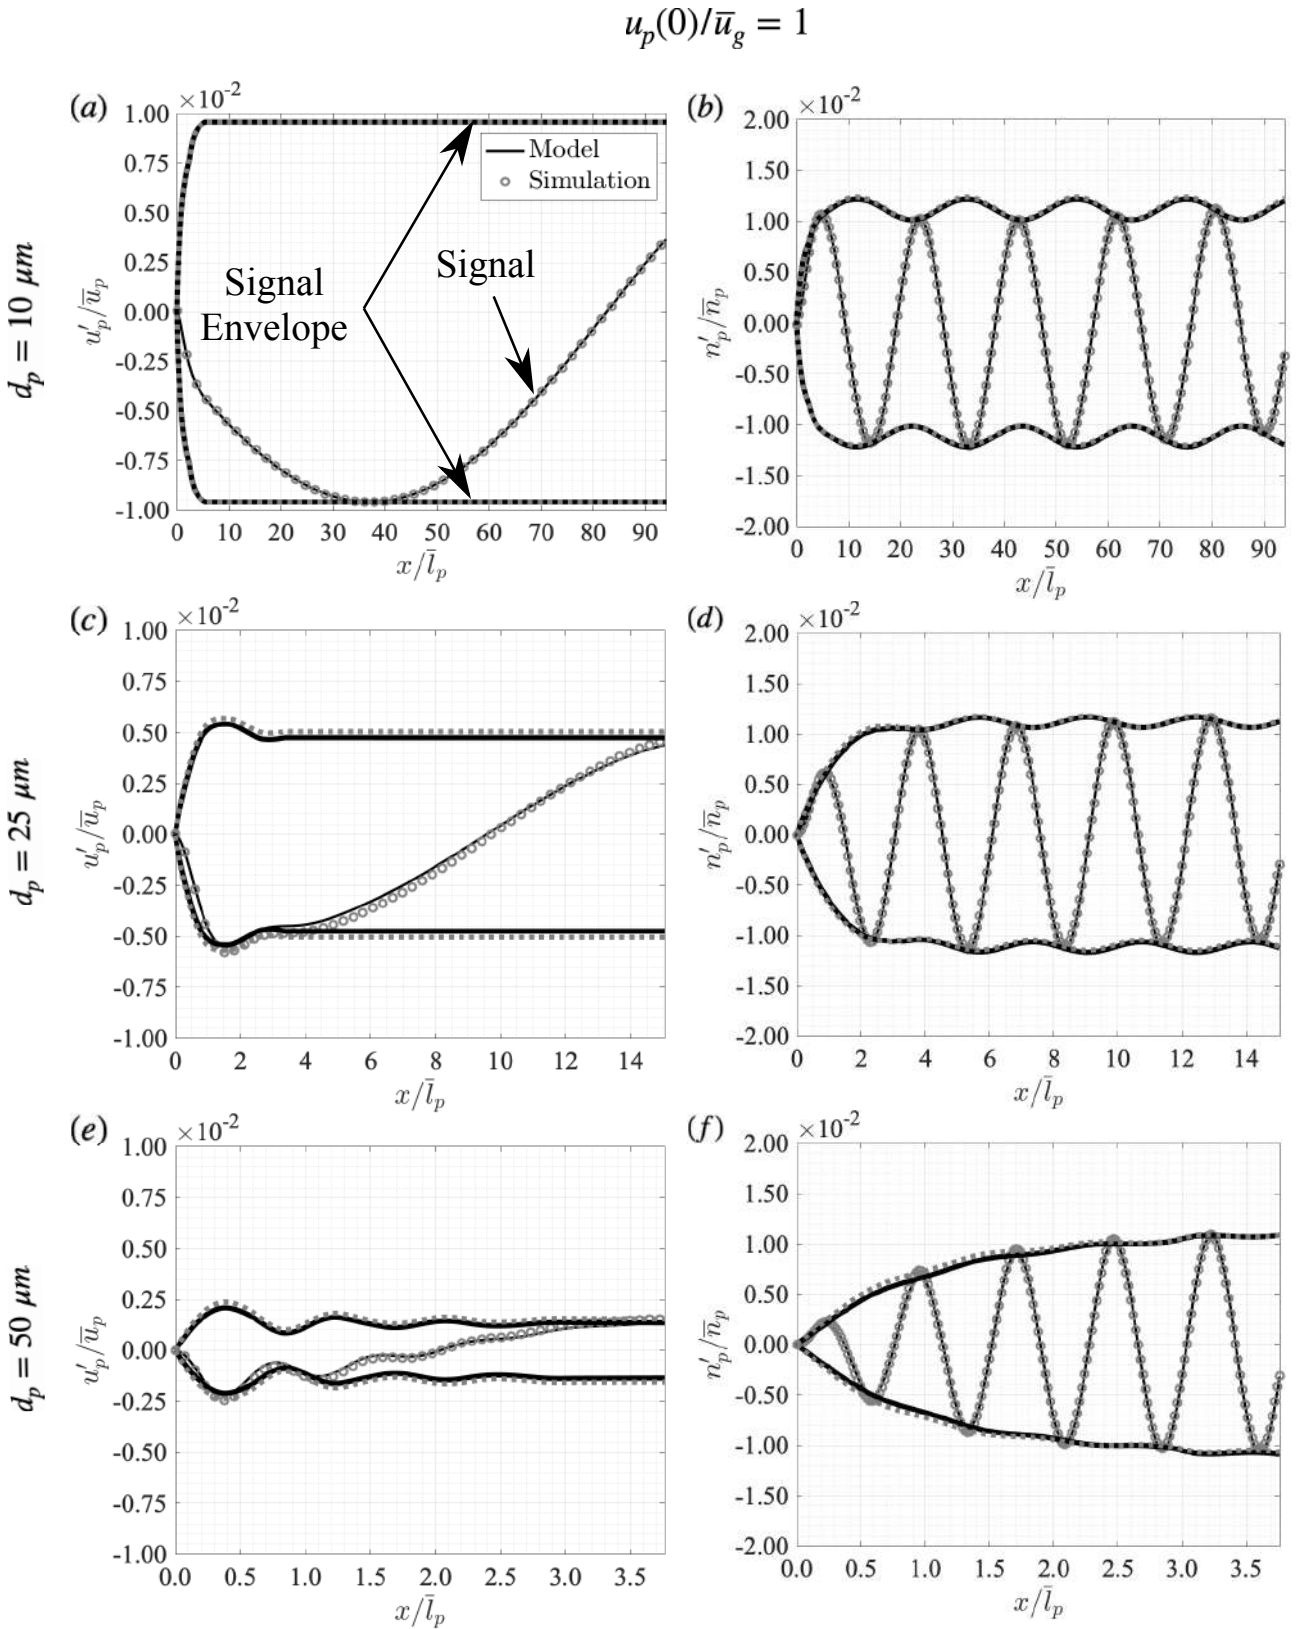 u_p(0)/ū_g = 1
(a)
×10⁻²
1.00
0.75
0.50
0.25
0.00
-0.25
-0.50
-0.75
-1.00
u′_p/ū_p
d_p = 10 μm
Model
Simulation
Signal
Envelope
Signal
0 10 20 30 40 50 60 70 80 90
x/l̄_p
(b)
×10⁻²
2.00
1.50
1.00
0.50
0.00
-0.50
-1.00
-1.50
-2.00
n′_p/n̄_p
0 10 20 30 40 50 60 70 80 90
x/l̄_p
(c)
×10⁻²
1.00
0.75
0.50
0.25
0.00
-0.25
-0.50
-0.75
-1.00
u′_p/ū_p
d_p = 25 μm
0 2 4 6 8 10 12 14
x/l̄_p
(d)
×10⁻²
2.00
1.50
1.00
0.50
0.00
-0.50
-1.00
-1.50
-2.00
n′_p/n̄_p
0 2 4 6 8 10 12 14
x/l̄_p
(e)
×10⁻²
1.00
0.75
0.50
0.25
0.00
-0.25
-0.50
-0.75
-1.00
u′_p/ū_p
d_p = 50 μm
0.0 0.5 1.0 1.5 2.0 2.5 3.0 3.5
x/l̄_p
(f)
×10⁻²
2.00
1.50
1.00
0.50
0.00
-0.50
-1.00
-1.50
-2.00
n′_p/n̄_p
0.0 0.5 1.0 1.5 2.0 2.5 3.0 3.5
x/l̄_p